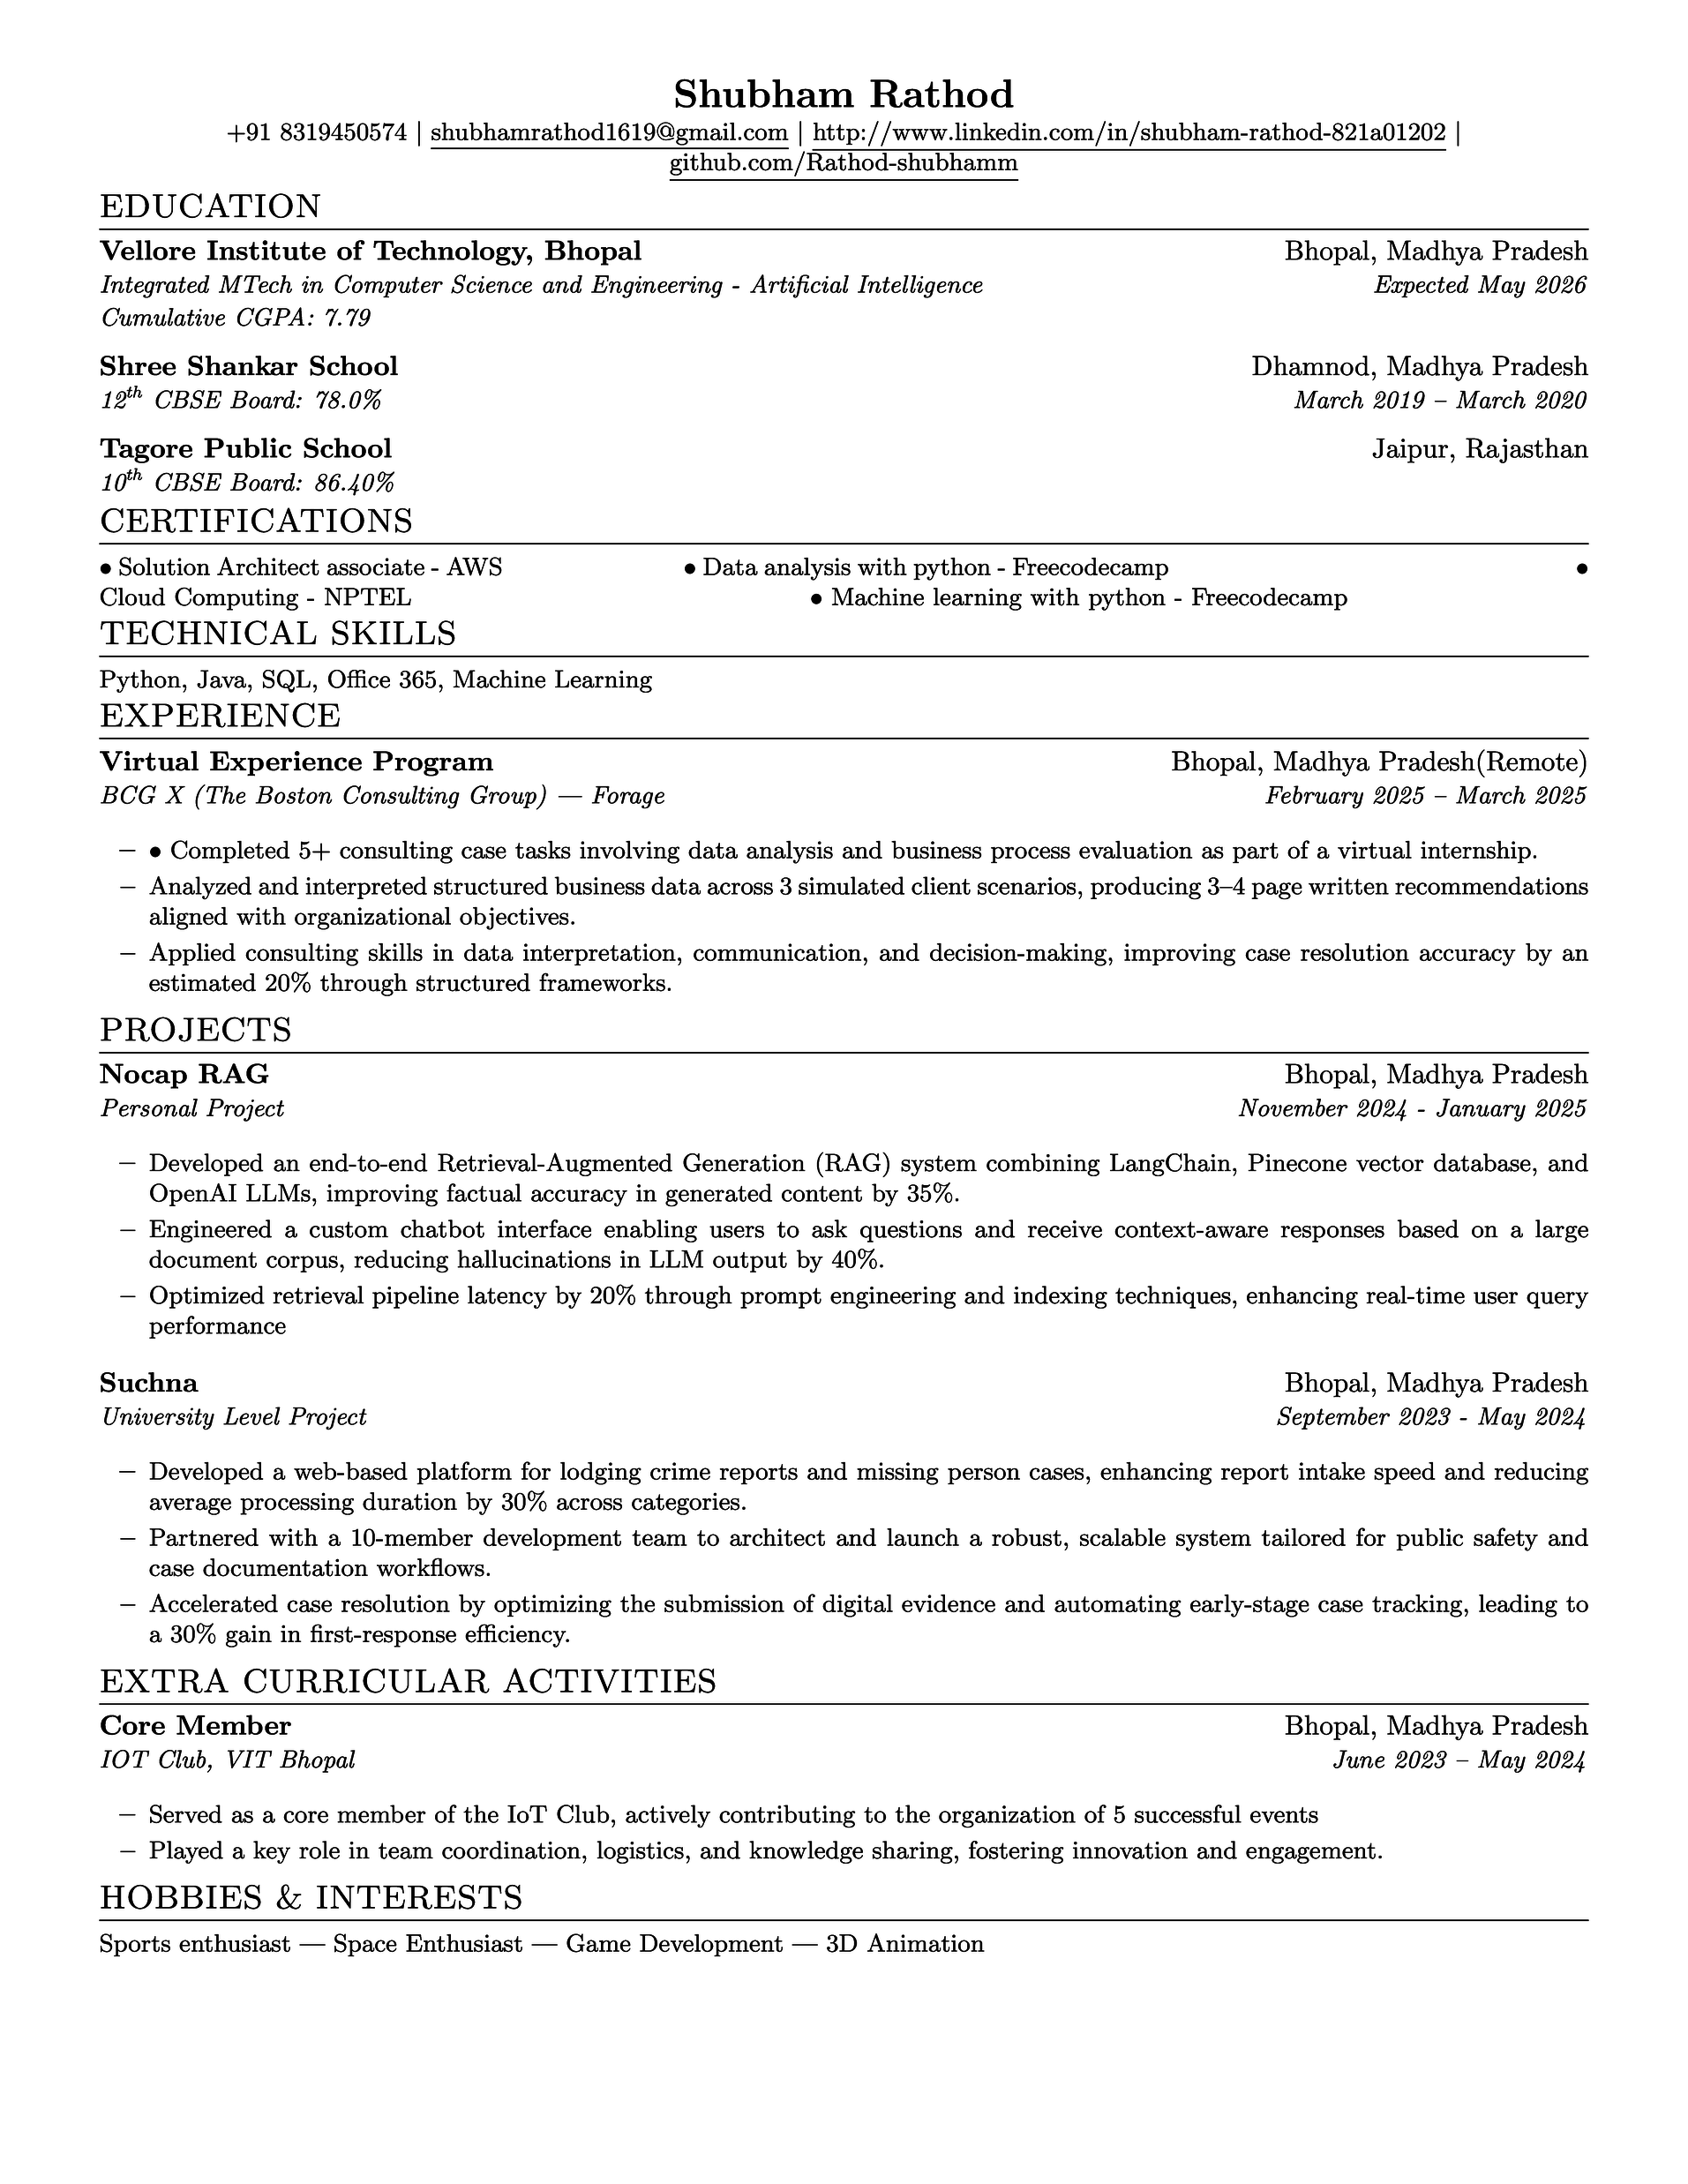 Shubham Rathod
+91 8319450574 | shubhamrathod1619@gmail.com | http://www.linkedin.com/in/shubham-rathod-821a01202 |
github.com/Rathod-shubhamm
EDUCATION
Vellore Institute of Technology, Bhopal Bhopal, Madhya Pradesh
Integrated MTech in Computer Science and Engineering - Artificial Intelligence Expected May 2026
Cumulative CGPA: 7.79
Shree Shankar School Dhamnod, Madhya Pradesh
12th CBSE Board: 78.0% March 2019 – March 2020
Tagore Public School Jaipur, Rajasthan
10th CBSE Board: 86.40%
CERTIFICATIONS
• Solution Architect associate - AWS • Data analysis with python - Freecodecamp •
Cloud Computing - NPTEL • Machine learning with python - Freecodecamp
TECHNICAL SKILLS
Python, Java, SQL, Office 365, Machine Learning
EXPERIENCE
Virtual Experience Program Bhopal, Madhya Pradesh(Remote)
BCG X (The Boston Consulting Group) — Forage February 2025 – March 2025
– • Completed 5+ consulting case tasks involving data analysis and business process evaluation as part of a virtual internship.
– Analyzed and interpreted structured business data across 3 simulated client scenarios, producing 3–4 page written recommendations
aligned with organizational objectives.
– Applied consulting skills in data interpretation, communication, and decision-making, improving case resolution accuracy by an
estimated 20% through structured frameworks.
PROJECTS
Nocap RAG Bhopal, Madhya Pradesh
Personal Project November 2024 - January 2025
– Developed an end-to-end Retrieval-Augmented Generation (RAG) system combining LangChain, Pinecone vector database, and
OpenAI LLMs, improving factual accuracy in generated content by 35%.
– Engineered a custom chatbot interface enabling users to ask questions and receive context-aware responses based on a large
document corpus, reducing hallucinations in LLM output by 40%.
– Optimized retrieval pipeline latency by 20% through prompt engineering and indexing techniques, enhancing real-time user query
performance
Suchna Bhopal, Madhya Pradesh
University Level Project September 2023 - May 2024
– Developed a web-based platform for lodging crime reports and missing person cases, enhancing report intake speed and reducing
average processing duration by 30% across categories.
– Partnered with a 10-member development team to architect and launch a robust, scalable system tailored for public safety and
case documentation workflows.
– Accelerated case resolution by optimizing the submission of digital evidence and automating early-stage case tracking, leading to
a 30% gain in first-response efficiency.
EXTRA CURRICULAR ACTIVITIES
Core Member Bhopal, Madhya Pradesh
IOT Club, VIT Bhopal June 2023 – May 2024
– Served as a core member of the IoT Club, actively contributing to the organization of 5 successful events
– Played a key role in team coordination, logistics, and knowledge sharing, fostering innovation and engagement.
HOBBIES & INTERESTS
Sports enthusiast — Space Enthusiast — Game Development — 3D Animation